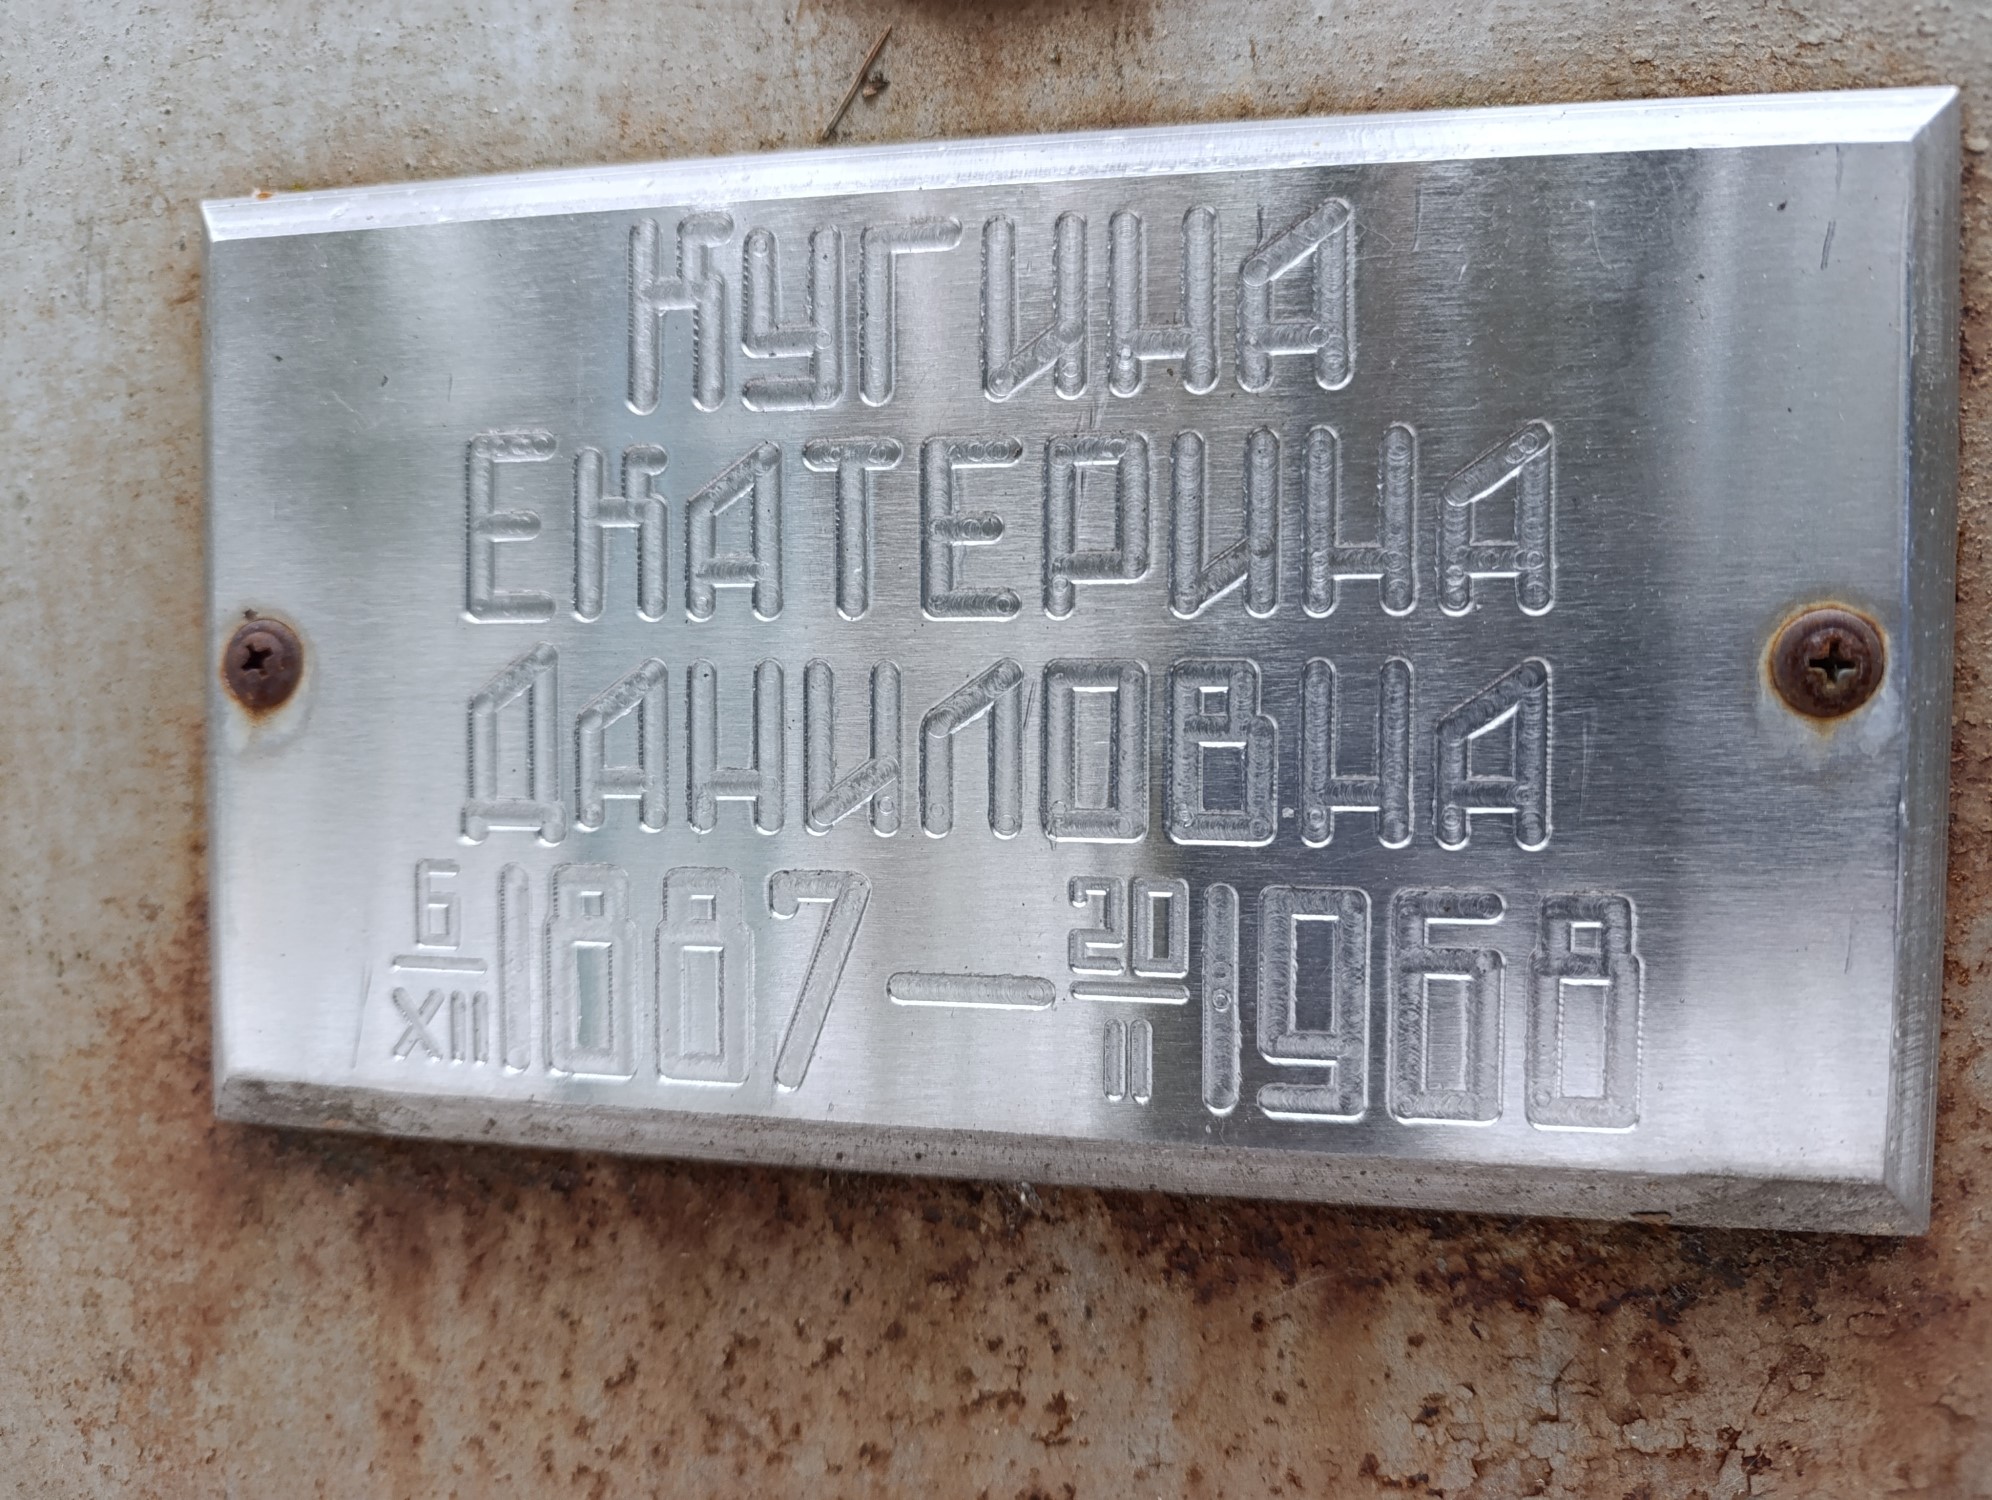 КУГИНА
ЕКАТЕРИНА
ДАНИЛОВНА
6/XII 1887 — 20/II 1968